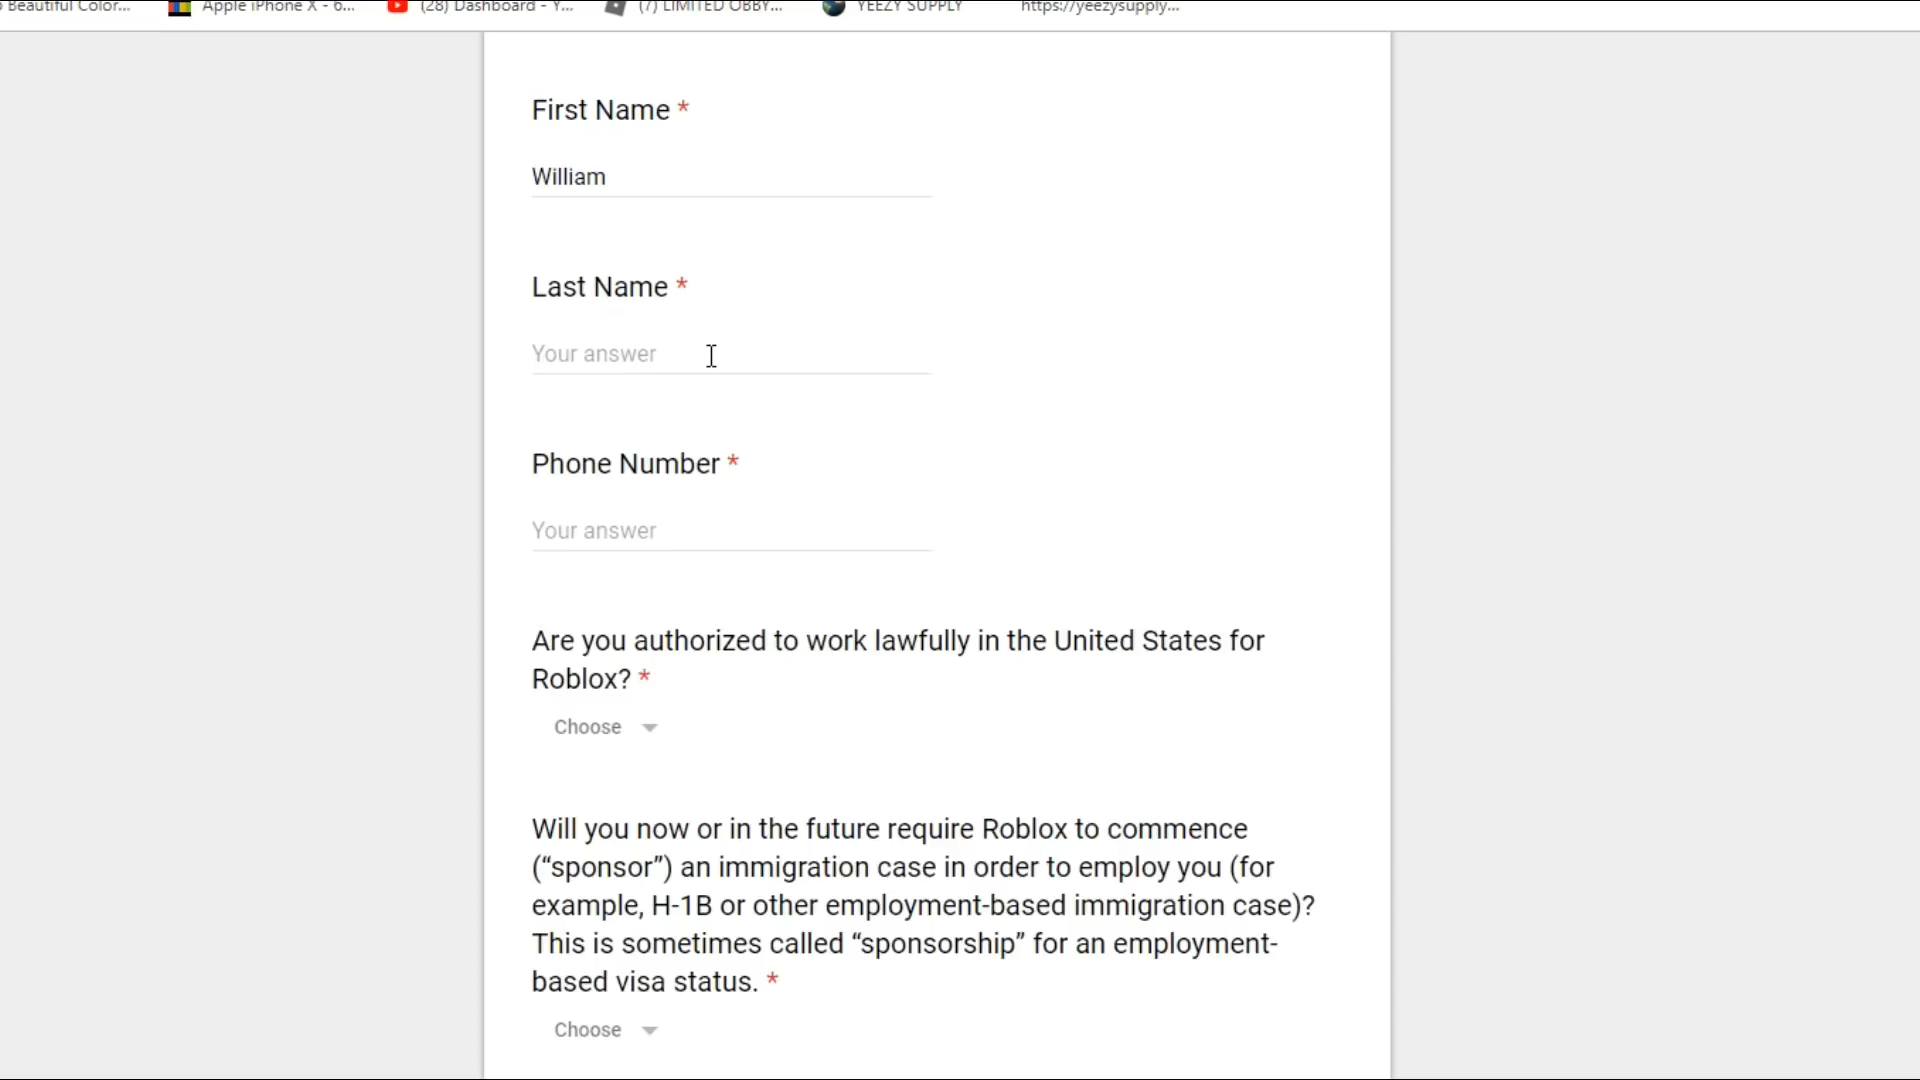 Beautiful Color... Apple iPhone X - 6... (28) Dashboard - Y... (7) LIMITED OBBY... YEEZY SUPPLY https://yeezysupply...
First Name *
William
Last Name *
Your answer
Phone Number *
Your answer
Are you authorized to work lawfully in the United States for
Roblox? *
Choose
Will you now or in the future require Roblox to commence
(“sponsor”) an immigration case in order to employ you (for
example, H-1B or other employment-based immigration case)?
This is sometimes called “sponsorship” for an employment-
based visa status. *
Choose